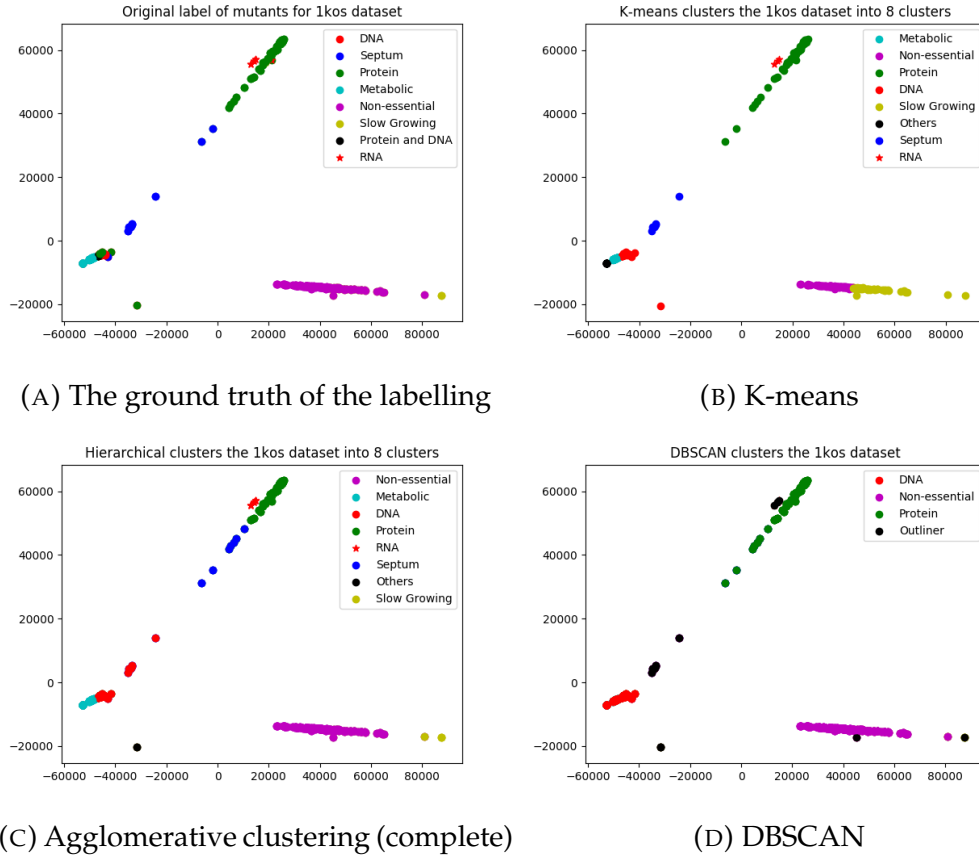 Original label of mutants for 1kos dataset
60000
40000
20000
0
−20000
−60000 −40000 −20000 0 20000 40000 60000 80000
DNA
Septum
Protein
Metabolic
Non-essential
Slow Growing
Protein and DNA
RNA
(A) The ground truth of the labelling
K-means clusters the 1kos dataset into 8 clusters
60000
40000
20000
0
−20000
−60000 −40000 −20000 0 20000 40000 60000 80000
Metabolic
Non-essential
Protein
DNA
Slow Growing
Others
Septum
RNA
(B) K-means
Hierarchical clusters the 1kos dataset into 8 clusters
60000
40000
20000
0
−20000
−60000 −40000 −20000 0 20000 40000 60000 80000
Non-essential
Metabolic
DNA
Protein
RNA
Septum
Others
Slow Growing
(C) Agglomerative clustering (complete)
DBSCAN clusters the 1kos dataset
60000
40000
20000
0
−20000
−60000 −40000 −20000 0 20000 40000 60000 80000
DNA
Non-essential
Protein
Outliner
(D) DBSCAN